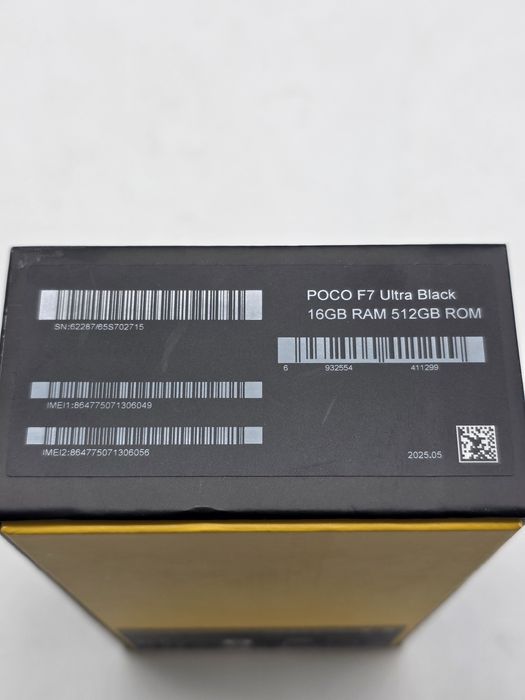 SN:62287/65S702715
IMEI1:864775071306049
IMEI2:864775071306056
POCO F7 Ultra Black
16GB RAM 512GB ROM
6 932554 411299
2025.05